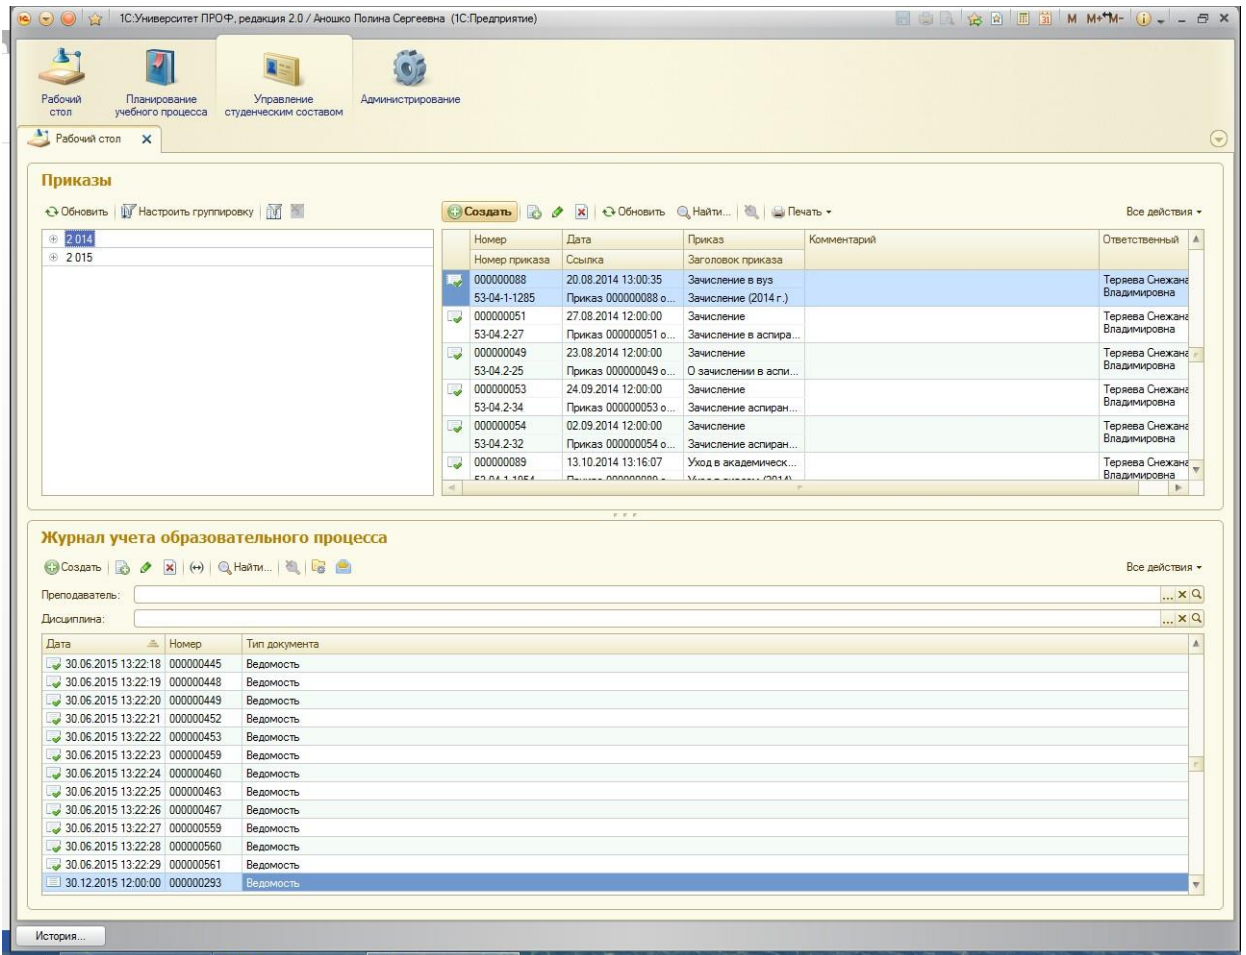 1С:Университет ПРОФ, редакция 2.0 / Аношко Полина Сергеевна (1С:Предприятие)
M M+ M-
Рабочий стол
Планирование учебного процесса
Управление студенческим составом
Администрирование
Рабочий стол
Приказы
Обновить Настроить группировку
Создать Обновить Найти... Печать Все действия
2 014
2 015
Номер Дата Приказ Комментарий Ответственный
Номер приказа Ссылка Заголовок приказа
000000088 20.08.2014 13:00:35 Зачисление в вуз Теряева Снежана
53-04-1-1285 Приказ 000000088 о... Зачисление (2014 г.) Владимировна
000000051 27.08.2014 12:00:00 Зачисление Теряева Снежана
53-04.2-27 Приказ 000000051 о... Зачисление в аспира... Владимировна
000000049 23.08.2014 12:00:00 Зачисление Теряева Снежана
53-04.2-25 Приказ 000000049 о... О зачислении в аспи... Владимировна
000000053 24.09.2014 12:00:00 Зачисление Теряева Снежана
53-04.2-34 Приказ 000000053 о... Зачисление аспиран... Владимировна
000000054 02.09.2014 12:00:00 Зачисление Теряева Снежана
53-04.2-32 Приказ 000000054 о... Зачисление аспиран... Владимировна
000000089 13.10.2014 13:16:07 Уход в академическ... Теряева Снежана
Владимировна
Журнал учета образовательного процесса
Создать Найти... Все действия
Преподаватель:
Дисциплина:
Дата Номер Тип документа
30.06.2015 13:22:18 000000445 Ведомость
30.06.2015 13:22:19 000000448 Ведомость
30.06.2015 13:22:20 000000449 Ведомость
30.06.2015 13:22:21 000000452 Ведомость
30.06.2015 13:22:22 000000453 Ведомость
30.06.2015 13:22:23 000000459 Ведомость
30.06.2015 13:22:24 000000460 Ведомость
30.06.2015 13:22:25 000000463 Ведомость
30.06.2015 13:22:26 000000467 Ведомость
30.06.2015 13:22:27 000000559 Ведомость
30.06.2015 13:22:28 000000560 Ведомость
30.06.2015 13:22:29 000000561 Ведомость
30.12.2015 12:00:00 000000293 Ведомость
История...